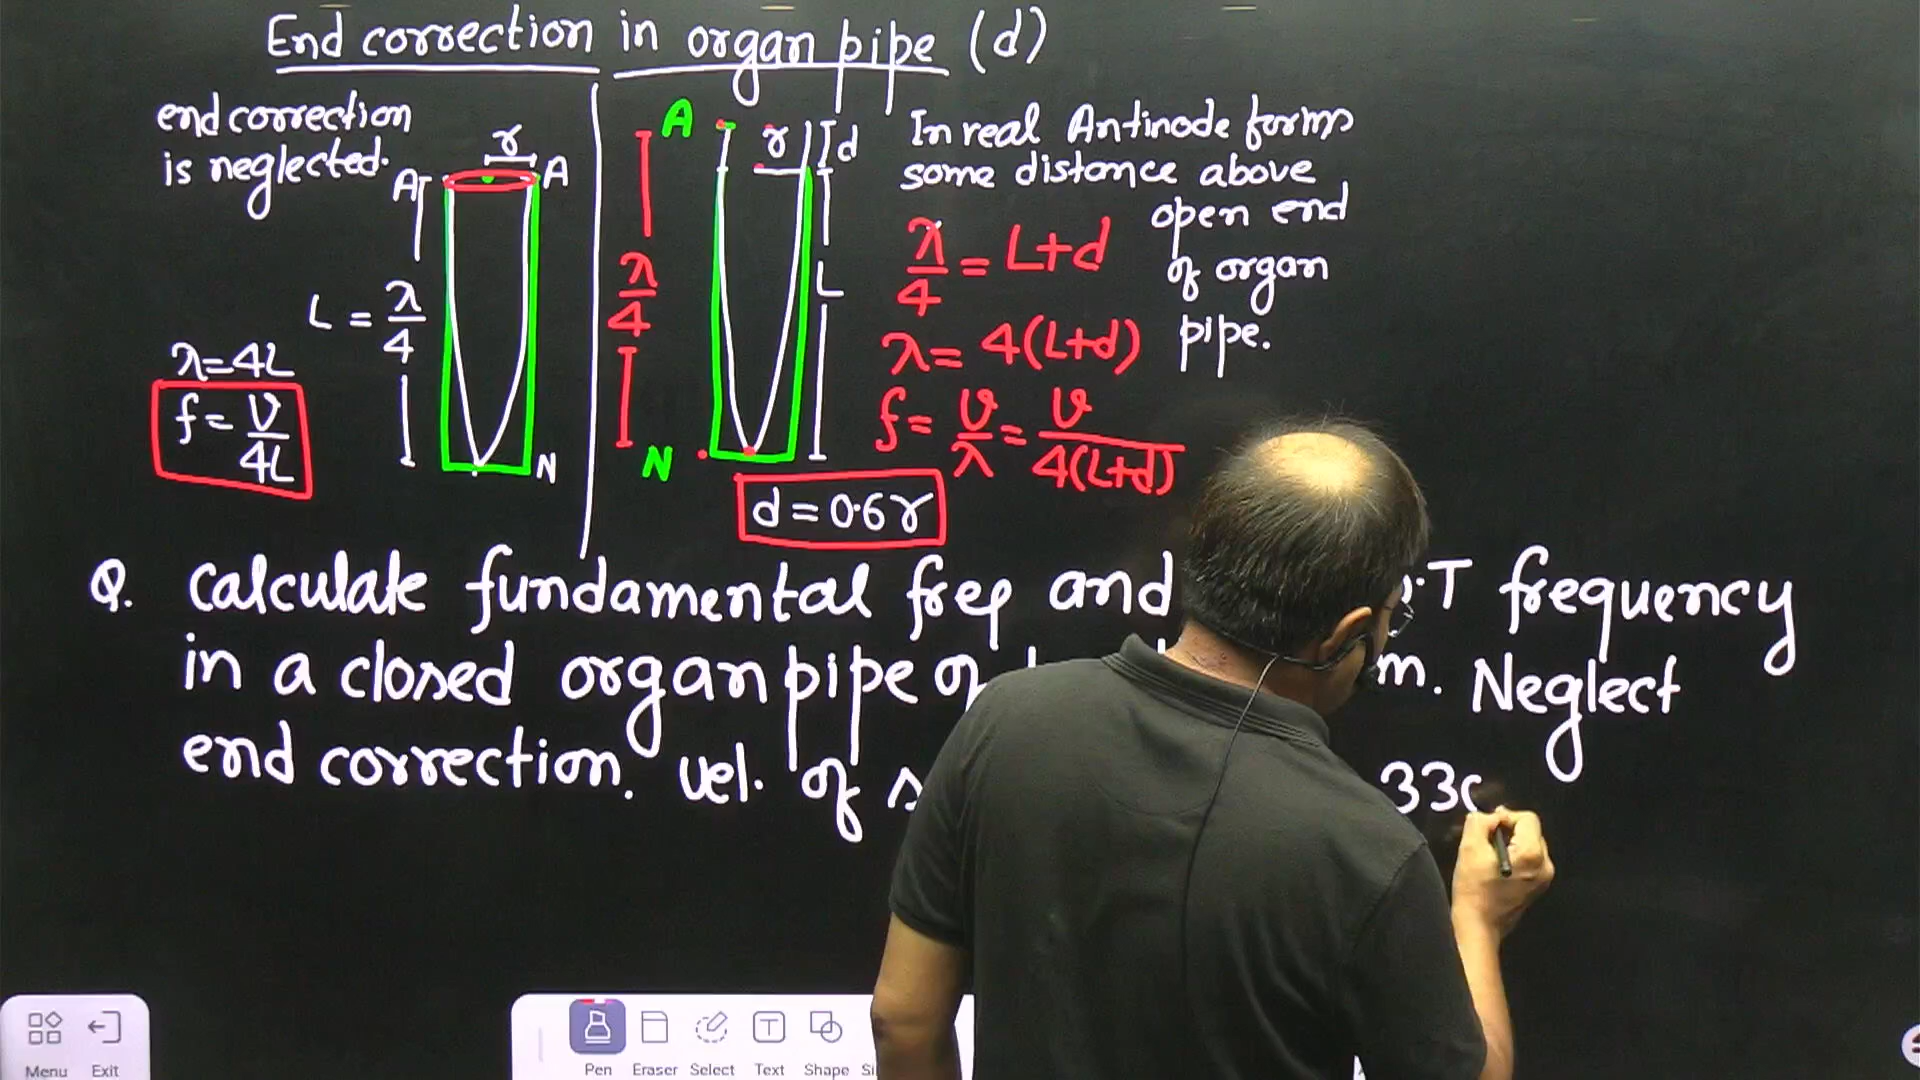 End correction in organ pipe (d)
end correction
is neglected.
r
A
A
L = λ/4
λ=4L
f = v/4L
N
A
r
d
λ/4
L
N
d = 0.6r
In real Antinode forms
some distance above
open end
of organ
pipe.
λ/4 = L+d
λ = 4(L+d)
f = v/λ = v/4(L+d)
Q. Calculate fundamental freq and .T frequency
in a closed organ pipe of m. Neglect
end correction. vel. of 330
Menu
Exit
Pen
Eraser
Select
Text
Shape